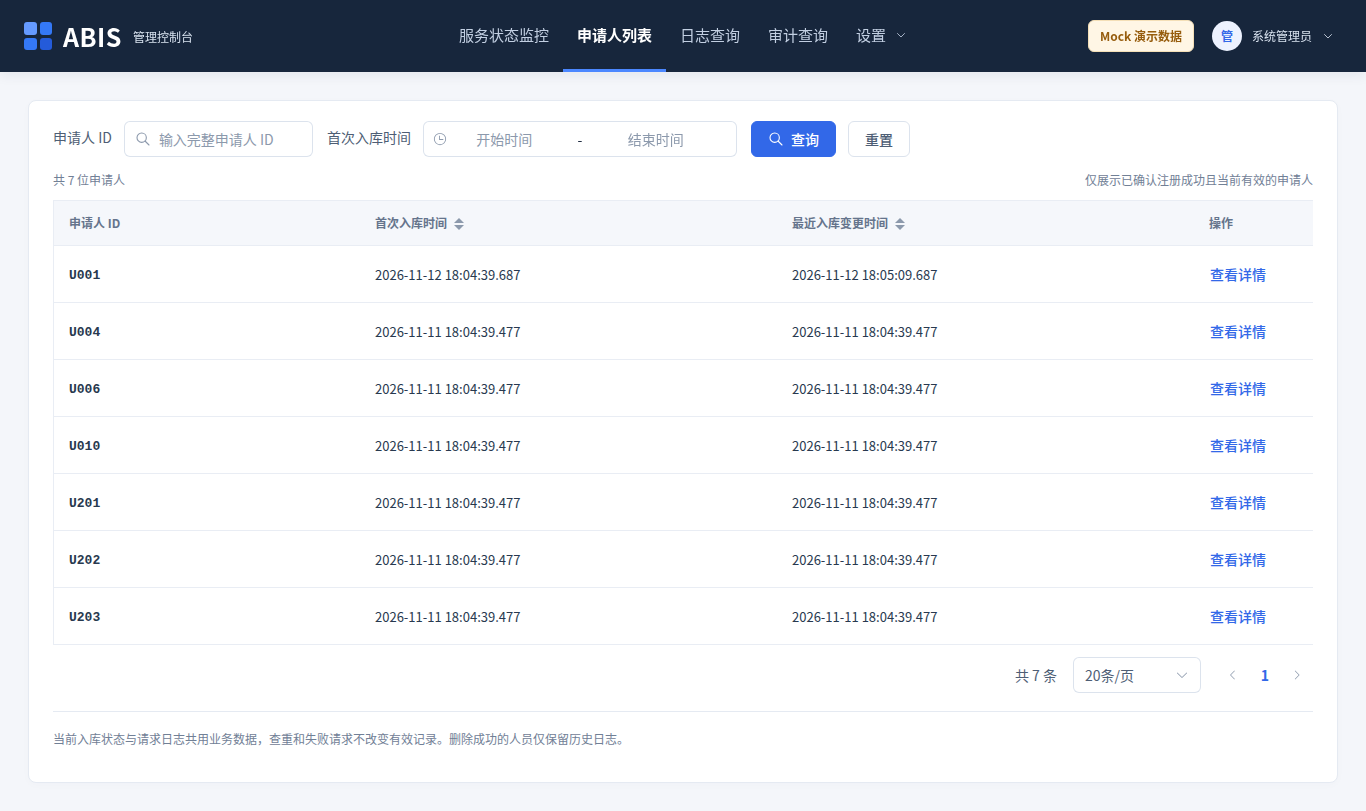 ABIS 管理控制台 服务状态监控 申请人列表 日志查询 审计查询 设置 Mock 演示数据 管 系统管理员
申请人 ID 输入完整申请人 ID 首次入库时间 开始时间 - 结束时间 查询 重置
共 7 位申请人 仅展示已确认注册成功且当前有效的申请人
申请人 ID 首次入库时间 最近入库变更时间 操作
U001 2026-11-12 18:04:39.687 2026-11-12 18:05:09.687 查看详情
U004 2026-11-11 18:04:39.477 2026-11-11 18:04:39.477 查看详情
U006 2026-11-11 18:04:39.477 2026-11-11 18:04:39.477 查看详情
U010 2026-11-11 18:04:39.477 2026-11-11 18:04:39.477 查看详情
U201 2026-11-11 18:04:39.477 2026-11-11 18:04:39.477 查看详情
U202 2026-11-11 18:04:39.477 2026-11-11 18:04:39.477 查看详情
U203 2026-11-11 18:04:39.477 2026-11-11 18:04:39.477 查看详情
共 7 条 20条/页 1
当前入库状态与请求日志共用业务数据，查重和失败请求不改变有效记录。删除成功的人员仅保留历史日志。